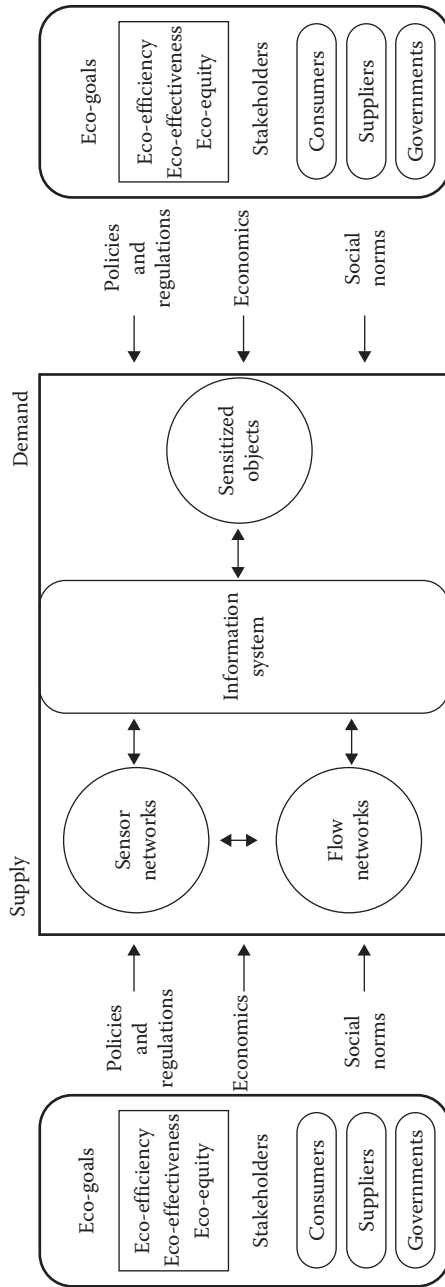 Eco-goals
Eco-efficiency
Eco-effectiveness
Eco-equity
Stakeholders
Consumers
Suppliers
Governments
Policies
and
regulations
Economics
Social
norms
Supply
Sensor
networks
Flow
networks
Information
system
Demand
Sensitized
objects
Policies
and
regulations
Economics
Social
norms
Eco-goals
Eco-efficiency
Eco-effectiveness
Eco-equity
Stakeholders
Consumers
Suppliers
Governments